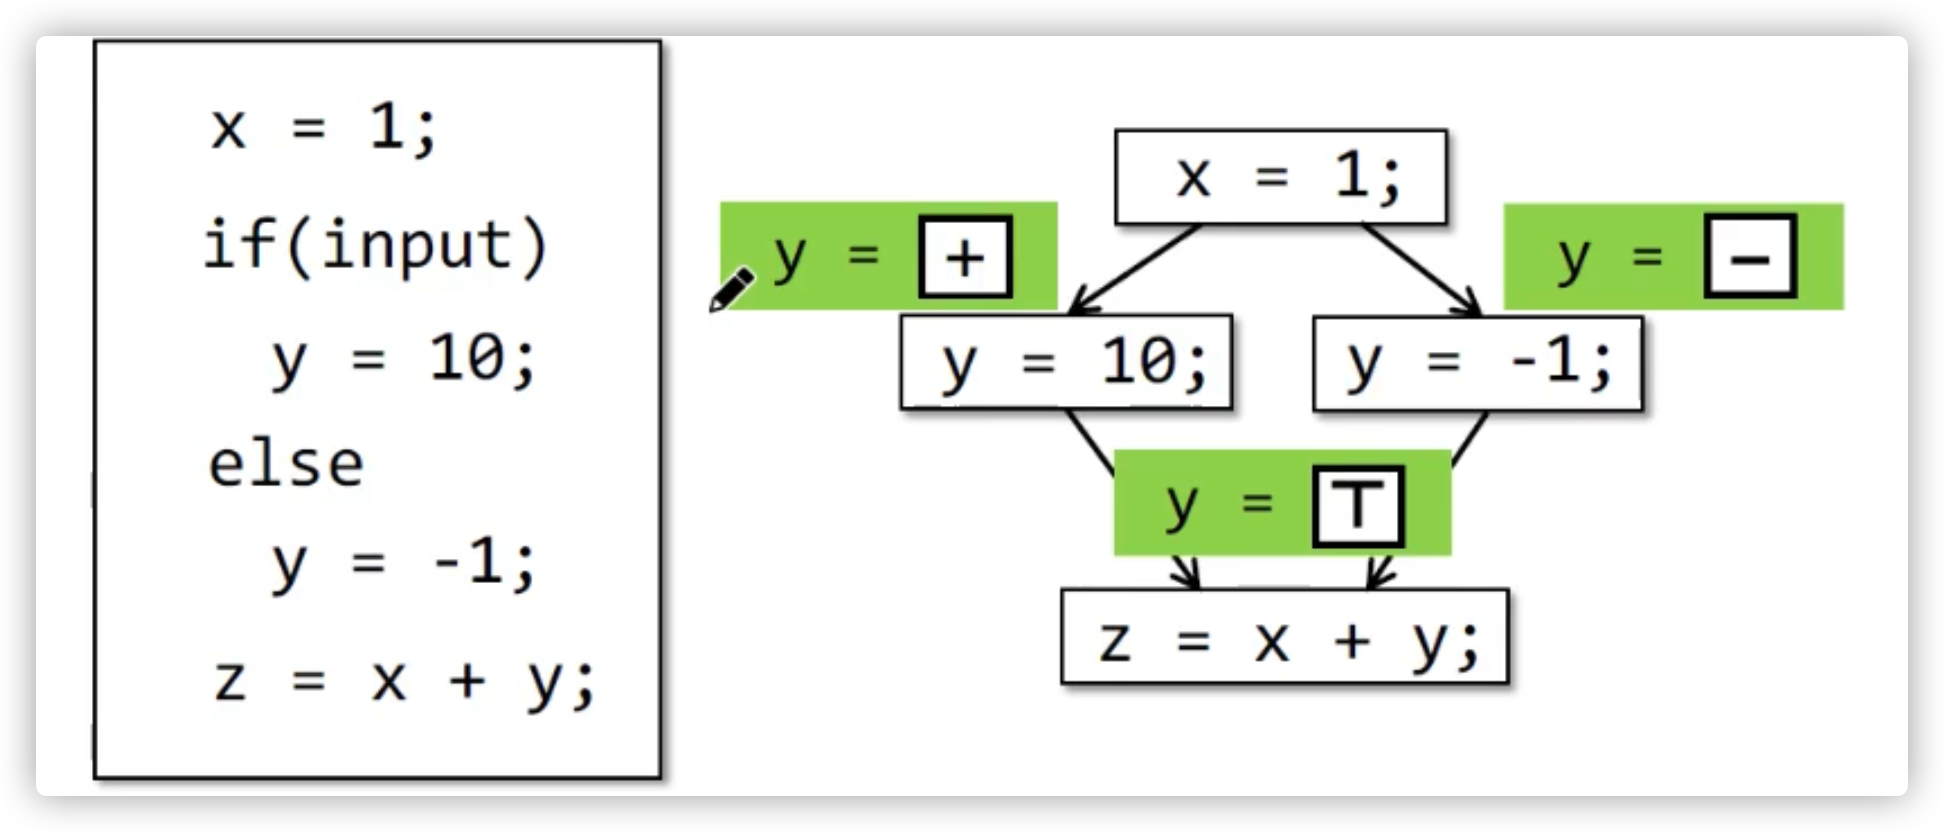 x = 1;
if(input)
y = 10;
else
y = -1;
z = x + y;
x = 1;
y = +
y = -
y = 10;
y = -1;
y = ⊤
z = x + y;